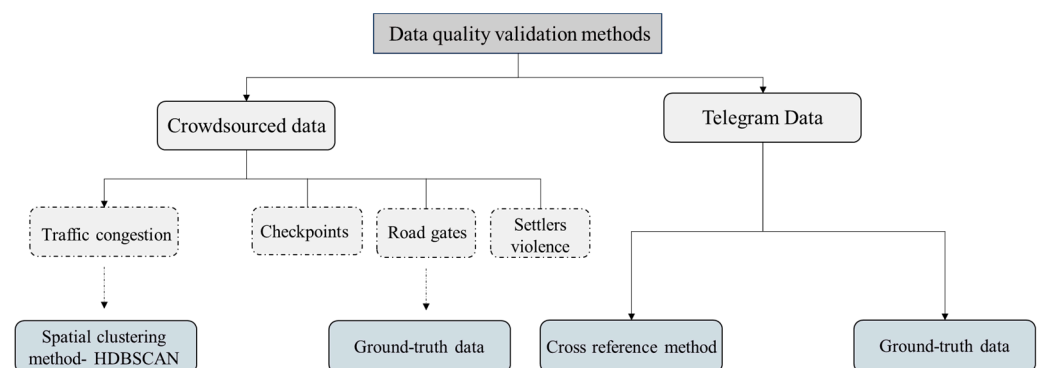 Data quality validation methods
Crowdsourced data
Telegram Data
Traffic congestion
Checkpoints
Road gates
Settlers
violence
Spatial clustering
method- HDBSCAN
Ground-truth data
Cross reference method
Ground-truth data